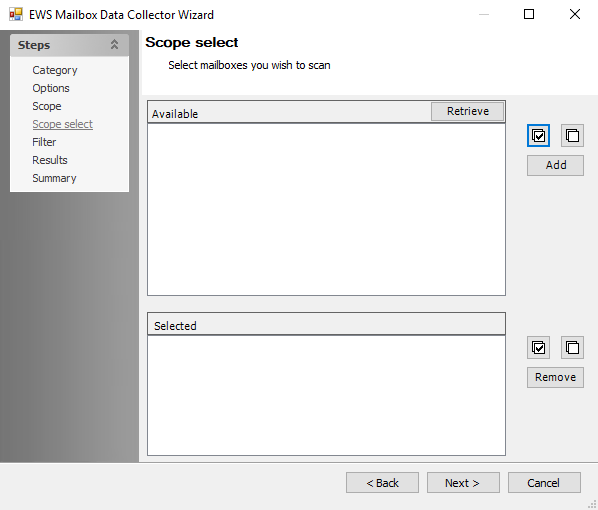 EWS Mailbox Data Collector Wizard
Steps
Category
Options
Scope
Scope select
Filter
Results
Summary
Scope select
Select mailboxes you wish to scan
Available
Retrieve
Add
Selected
Remove
< Back
Next >
Cancel